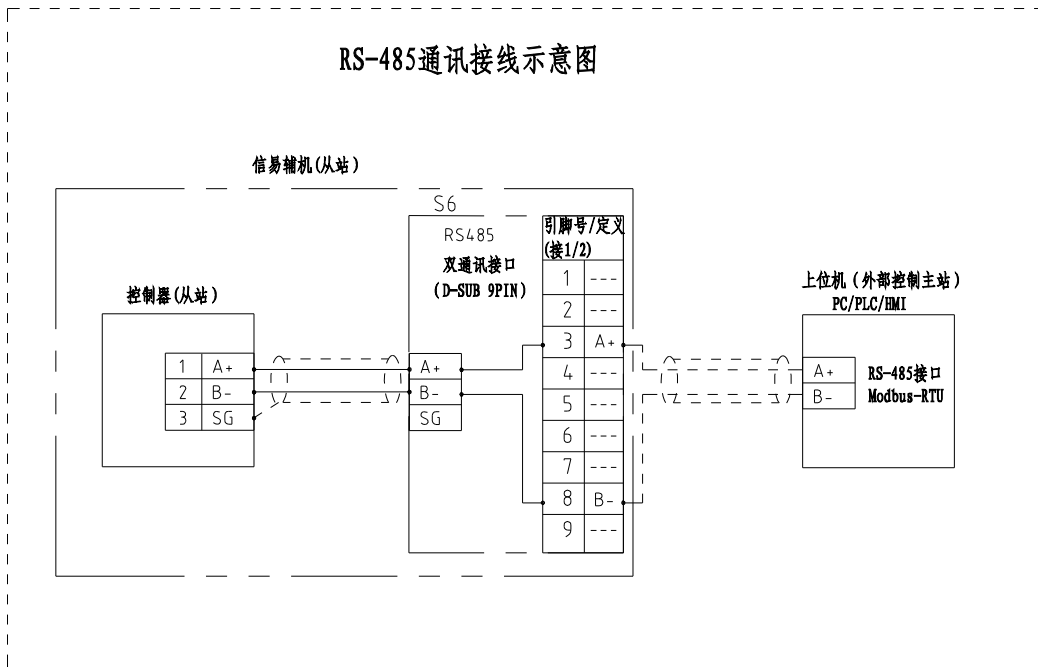 RS-485通讯接线示意图
信易辅机(从站)
S6
RS485
双通讯接口
(D-SUB 9PIN)
引脚号/定义
(接1/2)
控制器(从站)
上位机(外部控制主站)
PC/PLC/HMI
1 A+
2 B-
3 SG
A+
B-
SG
1 ---
2 ---
3 A+
4 ---
5 ---
6 ---
7 ---
8 B-
9 ---
A+
B-
RS-485接口
Modbus-RTU